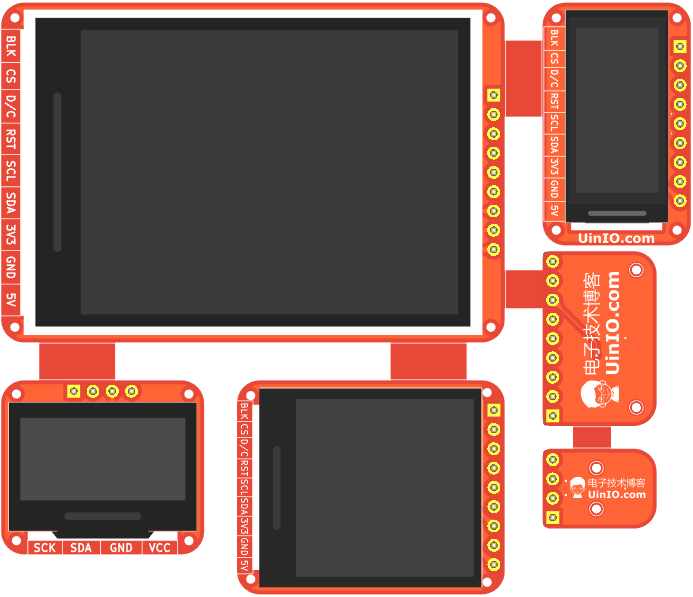 BLK
CS
D/C
RST
SCL
SDA
3V3
GND
5V
BLK
CS
D/C
RST
SCL
SDA
3V3
GND
5V
UinIO.com
电子技术博客
UinIO.com
SCK SDA GND VCC
BLK
CS
D/C
RST
SCL
SDA
3V3
GND
5V
电子技术博客
UinIO.com